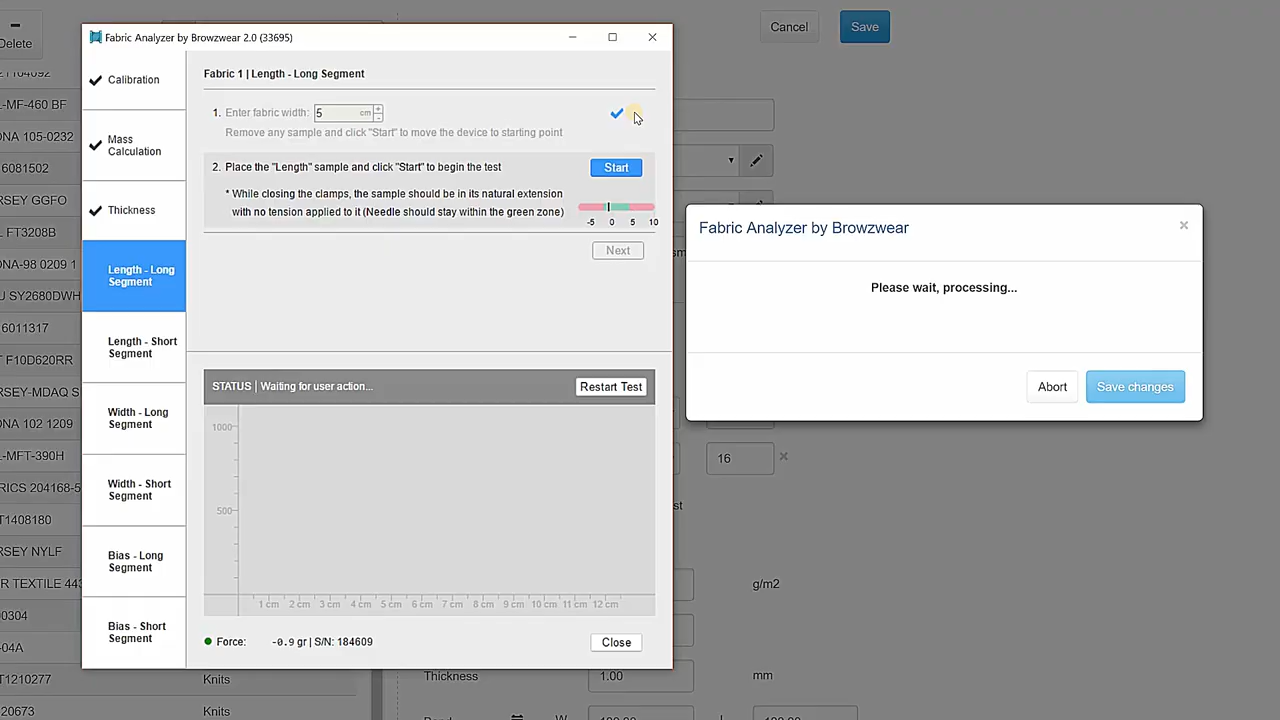 Delete
Cancel
Save
Fabric Analyzer by Browzwear 2.0 (33695)
Calibration
Mass
Calculation
Thickness
Length - Long
Segment
Length - Short
Segment
Width - Long
Segment
Width - Short
Segment
Bias - Long
Segment
Bias - Short
Segment
Fabric 1 | Length - Long Segment
1. Enter fabric width: 5 cm
Remove any sample and click "Start" to move the device to starting point
2. Place the "Length" sample and click "Start" to begin the test
Start
* While closing the clamps, the sample should be in its natural extension
with no tension applied to it (Needle should stay within the green zone)
-5 0 5 10
Next
STATUS | Waiting for user action...
Restart Test
1000
500
1 cm 2 cm 3 cm 4 cm 5 cm 6 cm 7 cm 8 cm 9 cm 10 cm 11 cm 12 cm
Force: -0.9 gr | S/N: 184609
Close
Fabric Analyzer by Browzwear
×
Please wait, processing...
Abort
Save changes
L-MF-460 BF
ONA 105-0232
6081502
RSEY GGFO
L FT3208B
ONA-98 0209 1
U SY2680DWH
6011317
T F10D620RR
RSEY-MDAQ S
ONA 102 1209
L-MFT-390H
RICS 204168-5
T1408180
RSEY NYLF
R TEXTILE 443
00304
-04A
T1210277
Knits
20673
Knits
16
st
g/m2
Thickness
1.00
mm
W